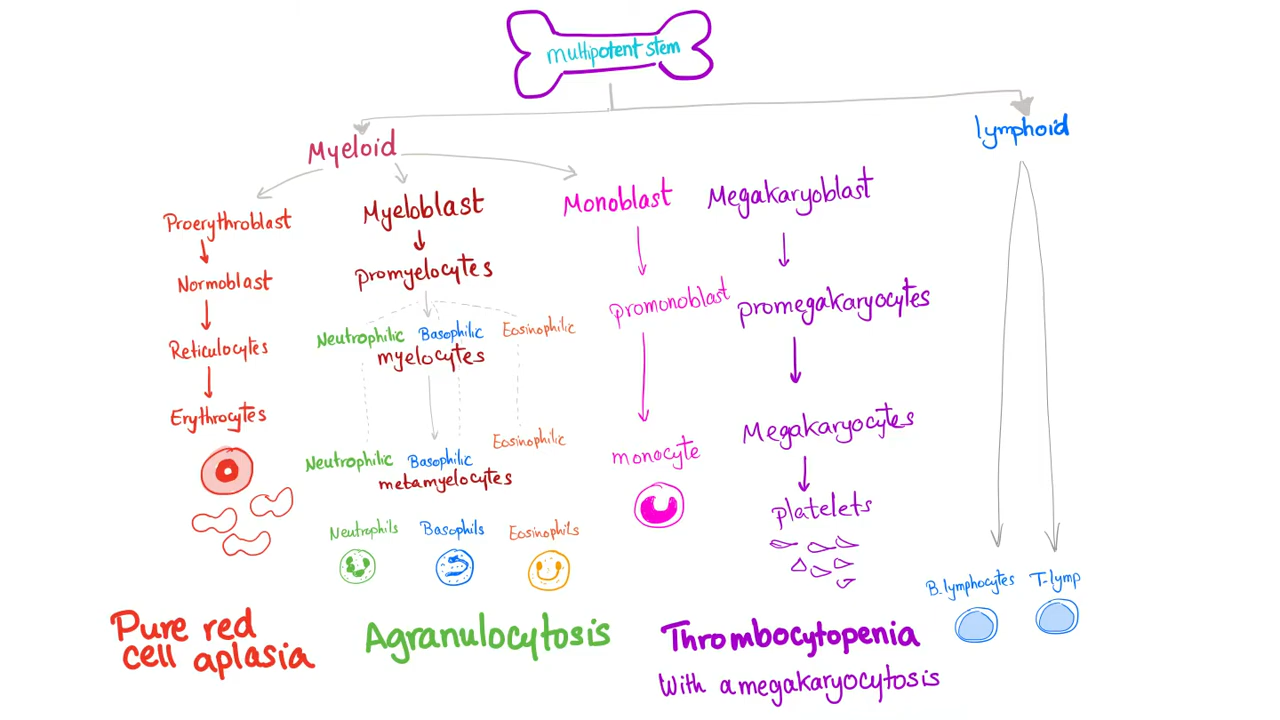 multipotent stem
Myeloid
lymphoid
Proerythroblast
Normoblast
Reticulocytes
Erythrocytes
Myeloblast
promyelocytes
Neutrophilic Basophilic Eosinophilic
myelocytes
Neutrophilic Basophilic Eosinophilic
metamyelocytes
Neutrophils Basophils Eosinophils
Monoblast
promonoblast
monocyte
Megakaryoblast
promegakaryocytes
Megakaryocytes
platelets
B.lymphocytes T-lymp
Pure red
cell aplasia
Agranulocytosis
Thrombocytopenia
With amegakaryocytosis